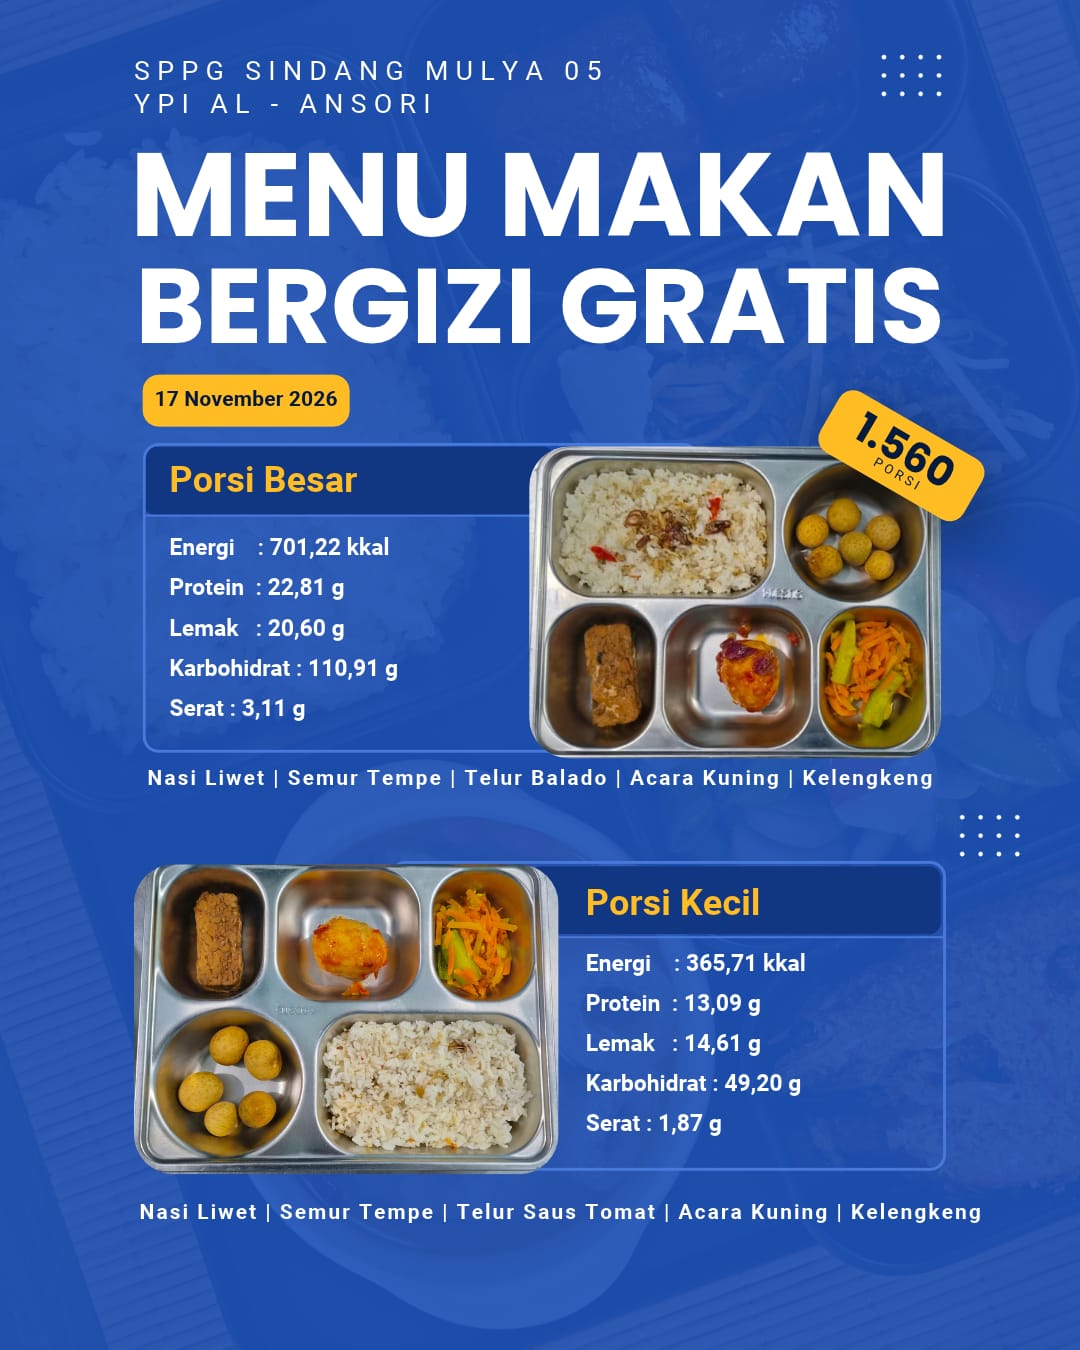 SPPG SINDANG MULYA 05
YPI AL - ANSORI
MENU MAKAN
BERGIZI GRATIS
17 November 2026
1.560
PORSI
Porsi Besar
Energi : 701,22 kkal
Protein : 22,81 g
Lemak : 20,60 g
Karbohidrat : 110,91 g
Serat : 3,11 g
Nasi Liwet | Semur Tempe | Telur Balado | Acara Kuning | Kelengkeng
Porsi Kecil
Energi : 365,71 kkal
Protein : 13,09 g
Lemak : 14,61 g
Karbohidrat : 49,20 g
Serat : 1,87 g
Nasi Liwet | Semur Tempe | Telur Saus Tomat | Acara Kuning | Kelengkeng